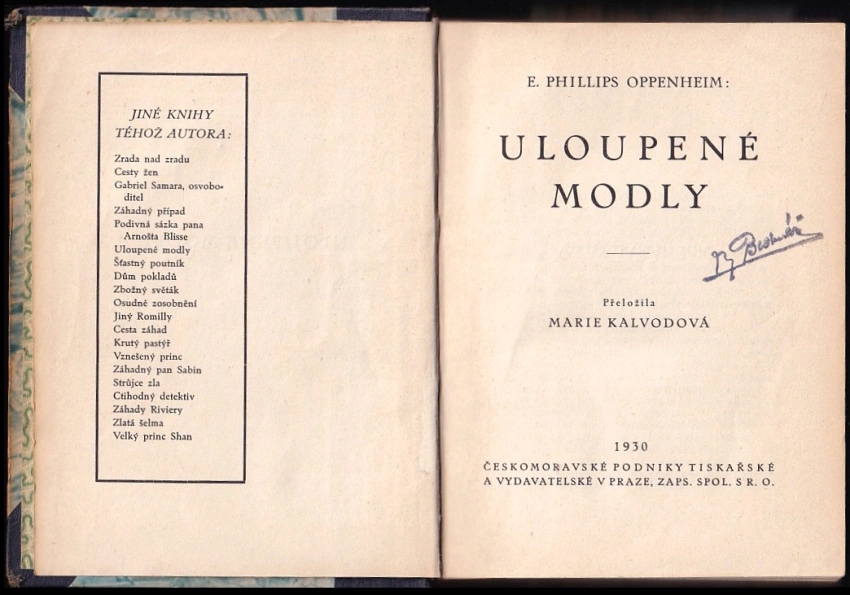 JINÉ KNIHY
TÉHOŽ AUTORA:
Zrada nad zradu
Cesty žen
Gabriel Samara, osvobo-
ditel
Záhadný případ
Podivná sázka pana
Arnošta Blisse
Uloupené modly
Šťastný poutník
Dům pokladů
Zbožný světák
Osudné zosobnění
Jiný Romilly
Cesta záhad
Krutý pastýř
Vznešený princ
Záhadný pan Sabin
Strůjce zla
Ctihodný detektiv
Záhady Riviery
Zlatá šelma
Velký princ Shan
E. PHILLIPS OPPENHEIM:
ULOUPENÉ
MODLY
Přeložila
MARIE KALVODOVÁ
1930
ČESKOMORAVSKÉ PODNIKY TISKAŘSKÉ
A VYDAVATELSKÉ V PRAZE, ZAPS. SPOL. S R. O.